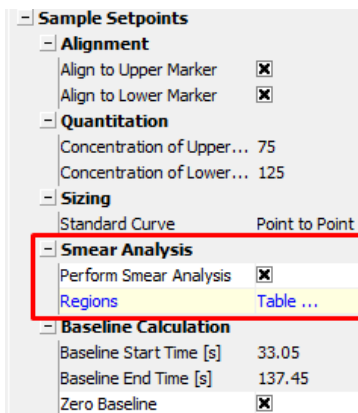 Sample Setpoints
Alignment
Align to Upper Marker
Align to Lower Marker
Quantitation
Concentration of Upper... 75
Concentration of Lower... 125
Sizing
Standard Curve Point to Point
Smear Analysis
Perform Smear Analysis
Regions Table ...
Baseline Calculation
Baseline Start Time [s] 33.05
Baseline End Time [s] 137.45
Zero Baseline